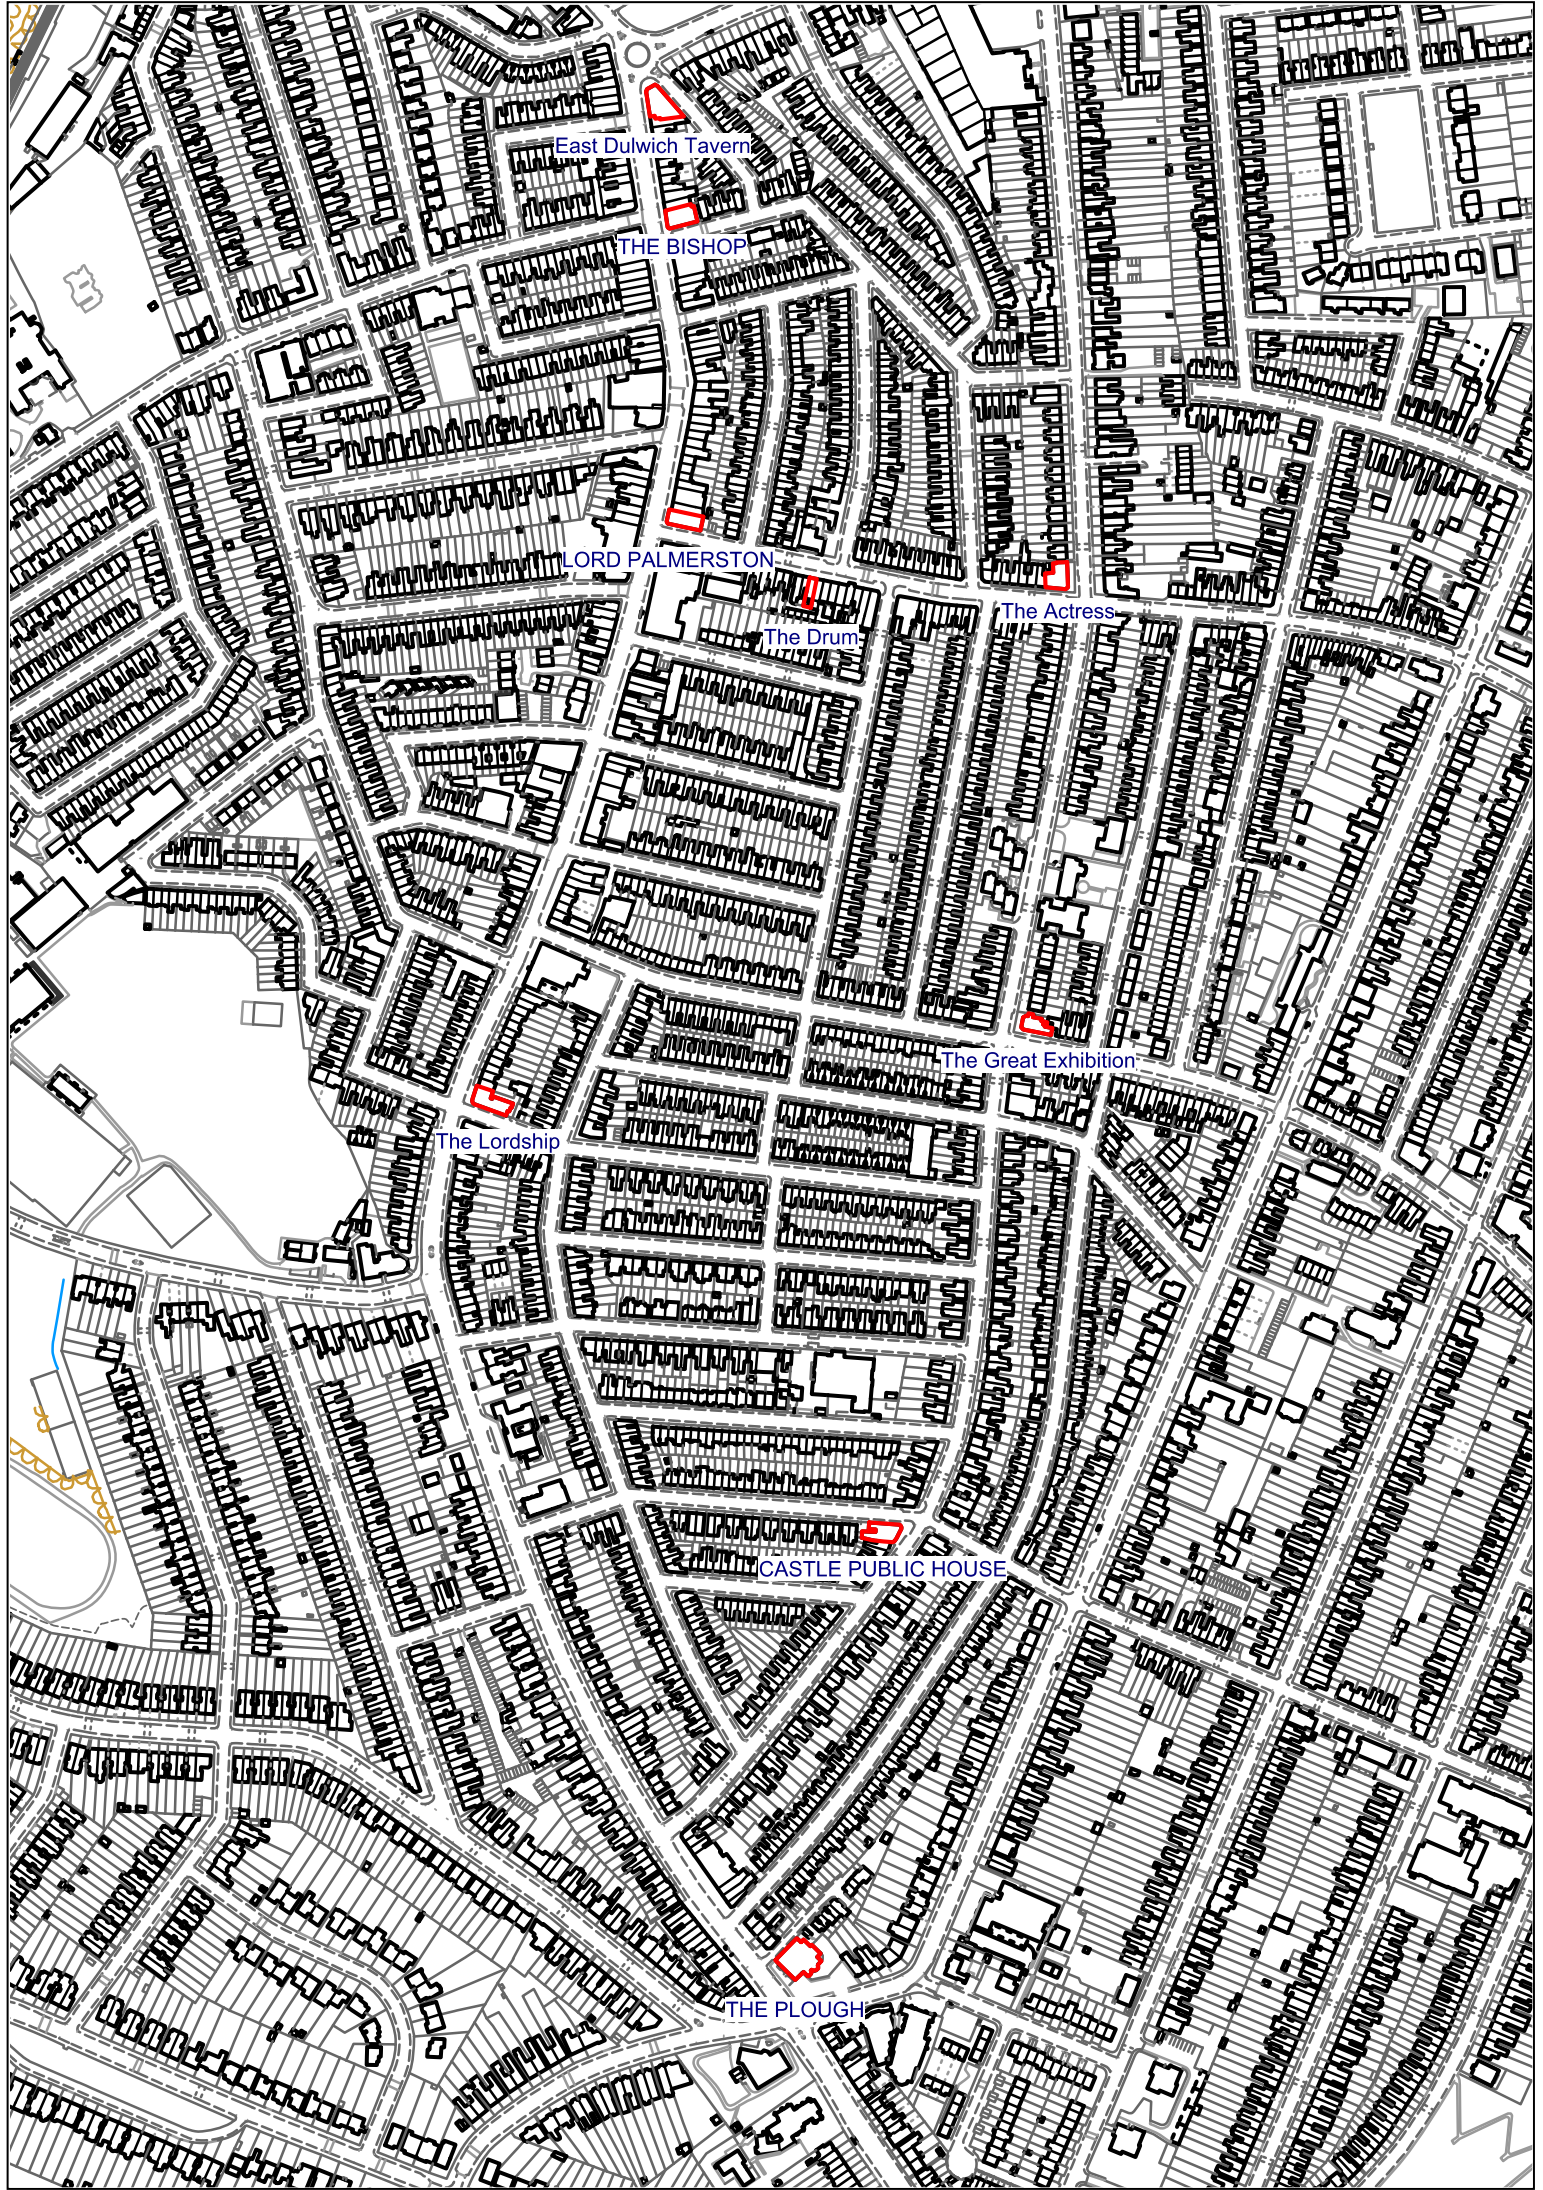 East Dulwich Tavern
THE BISHOP
LORD PALMERSTON
The Actress
The Drum
The Great Exhibition
The Lordship
CASTLE PUBLIC HOUSE
THE PLOUGH